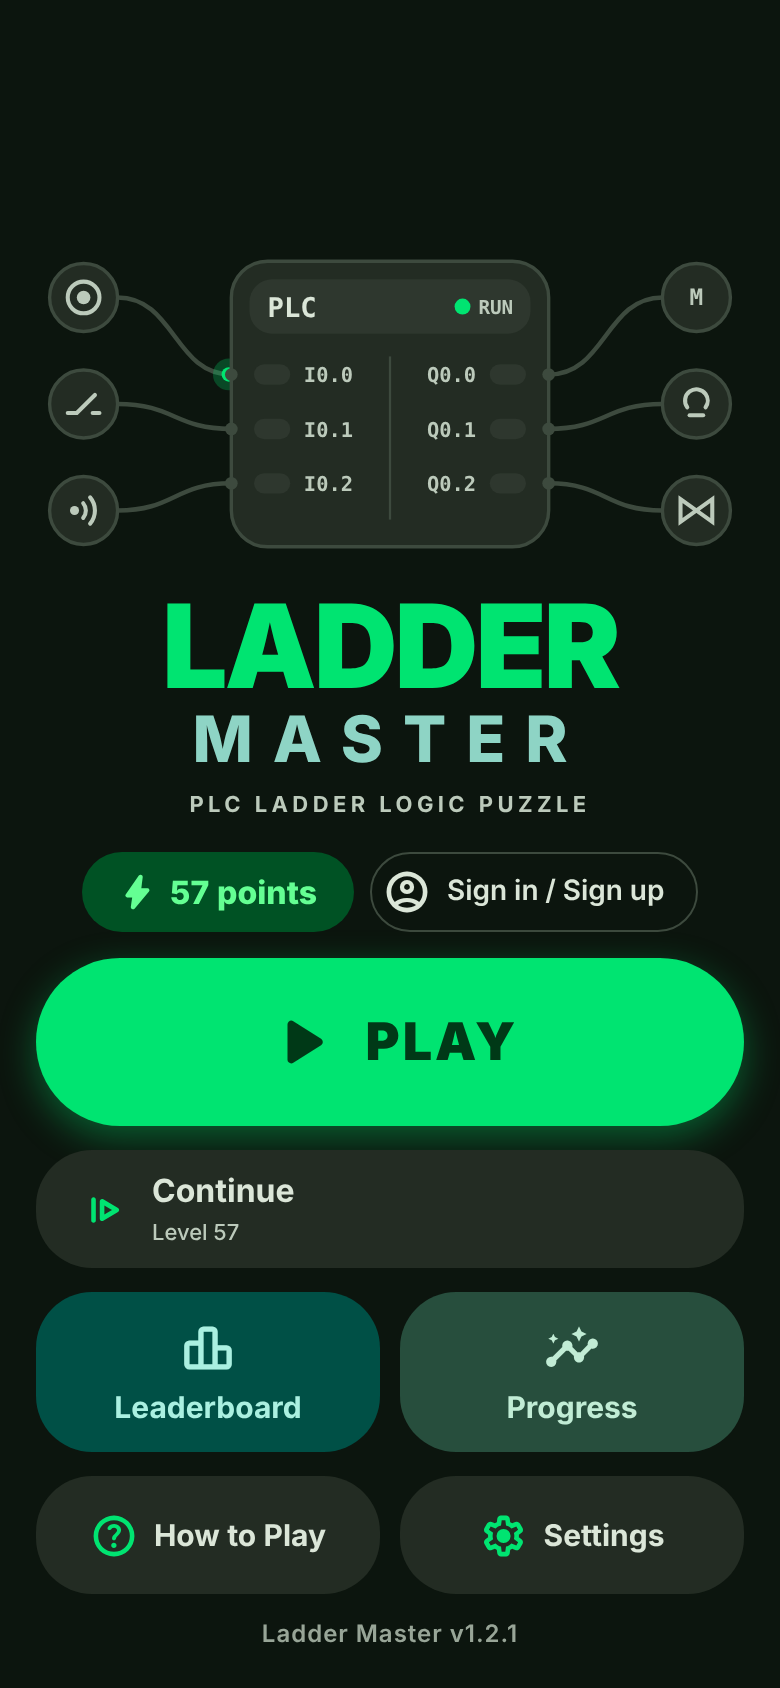 PLC RUN
M
I0.0 Q0.0
I0.1 Q0.1
I0.2 Q0.2
LADDER
MASTER
PLC LADDER LOGIC PUZZLE
57 points
Sign in / Sign up
PLAY
Continue
Level 57
Leaderboard
Progress
How to Play
Settings
Ladder Master v1.2.1